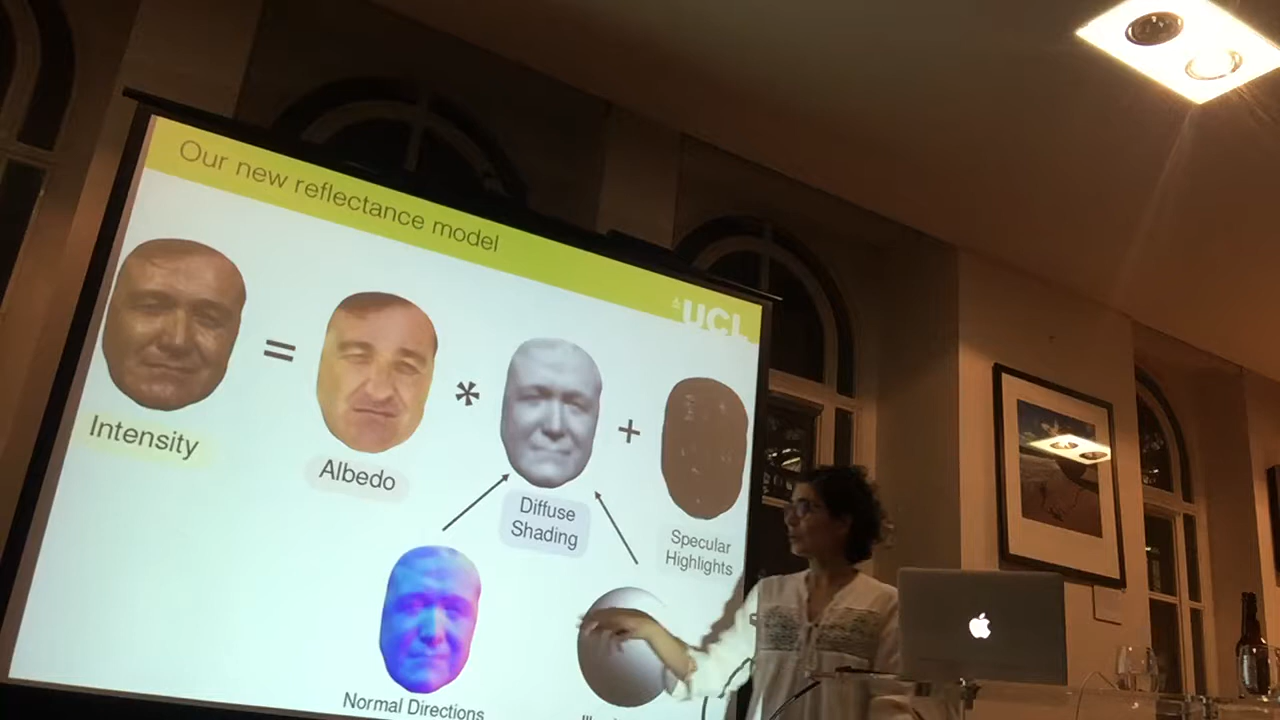 Our new reflectance model
UCL
Intensity
=
Albedo
*
Diffuse
Shading
+
Specular
Highlights
Normal Directions